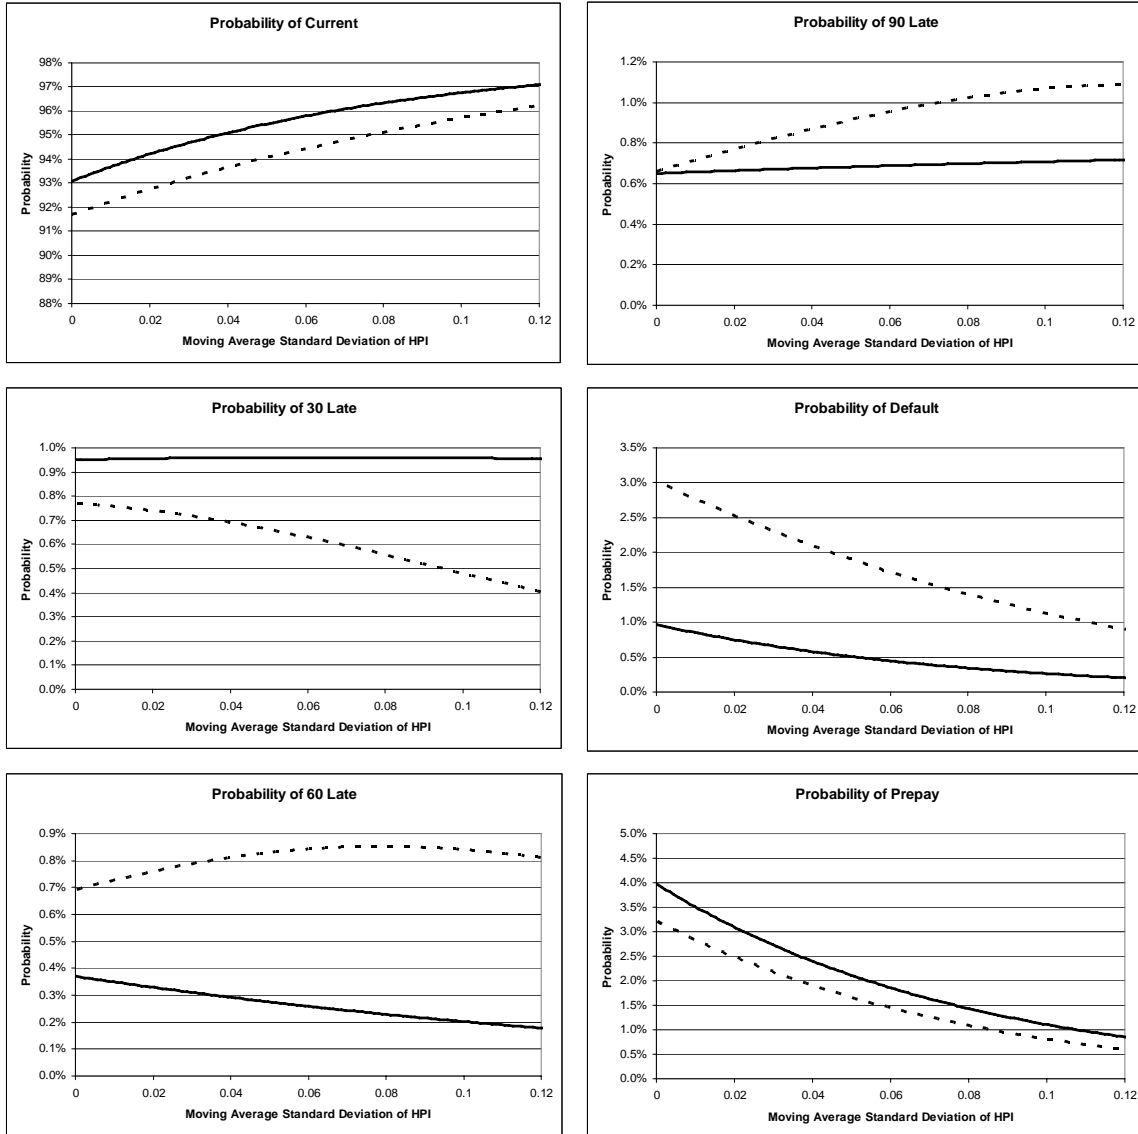 Probability of Current
98%
97%
96%
95%
94%
93%
92%
91%
90%
89%
88%
Probability
0 0.02 0.04 0.06 0.08 0.1 0.12
Moving Average Standard Deviation of HPI
Probability of 90 Late
1.2%
1.0%
0.8%
0.6%
0.4%
0.2%
0.0%
Probability
0 0.02 0.04 0.06 0.08 0.1 0.12
Moving Average Standard Deviation of HPI
Probability of 30 Late
1.0%
0.9%
0.8%
0.7%
0.6%
0.5%
0.4%
0.3%
0.2%
0.1%
0.0%
Probability
0 0.02 0.04 0.06 0.08 0.1 0.12
Moving Average Standard Deviation of HPI
Probability of Default
3.5%
3.0%
2.5%
2.0%
1.5%
1.0%
0.5%
0.0%
Probability
0 0.02 0.04 0.06 0.08 0.1 0.12
Moving Average Standard Deviation of HPI
Probability of 60 Late
0.9%
0.8%
0.7%
0.6%
0.5%
0.4%
0.3%
0.2%
0.1%
0.0%
Probability
0 0.02 0.04 0.06 0.08 0.1 0.12
Moving Average Standard Deviation of HPI
Probability of Prepay
5.0%
4.5%
4.0%
3.5%
3.0%
2.5%
2.0%
1.5%
1.0%
0.5%
0.0%
Probability
0 0.02 0.04 0.06 0.08 0.1 0.12
Moving Average Standard Deviation of HPI